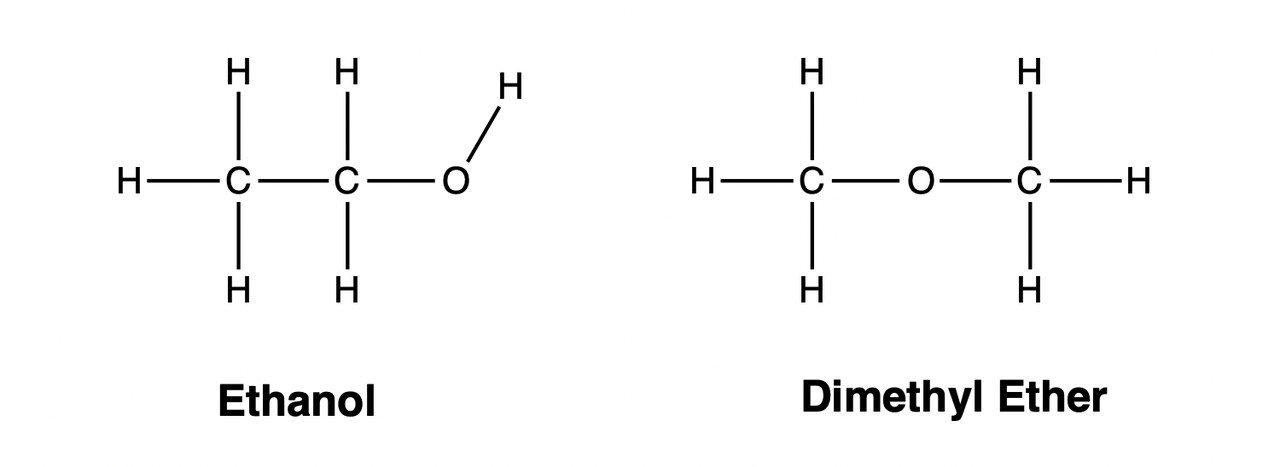 H H H
H C C O
H H
Ethanol
H H
H C O C H
H H
Dimethyl Ether